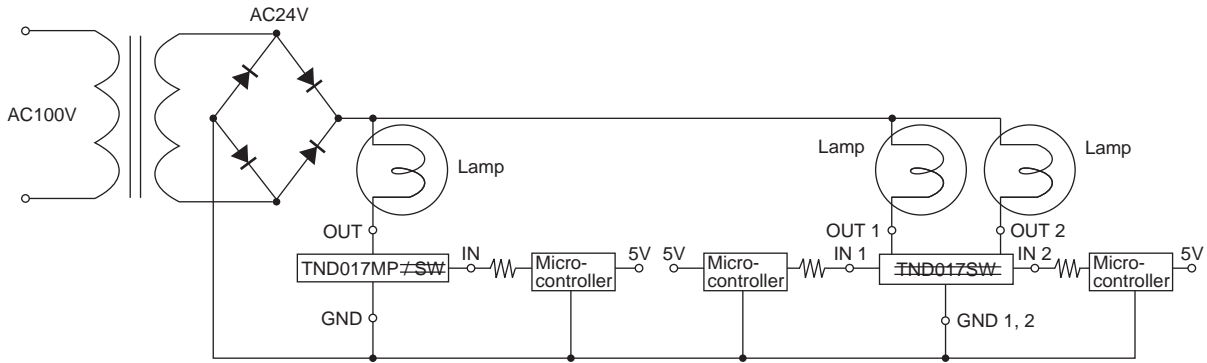 AC24V
AC100V
Lamp
Lamp
Lamp
OUT
OUT 1
OUT 2
TND017MP / SW
IN
Micro-
controller
5V
5V
Micro-
controller
IN 1
TND017SW
IN 2
Micro-
controller
5V
GND
GND 1, 2